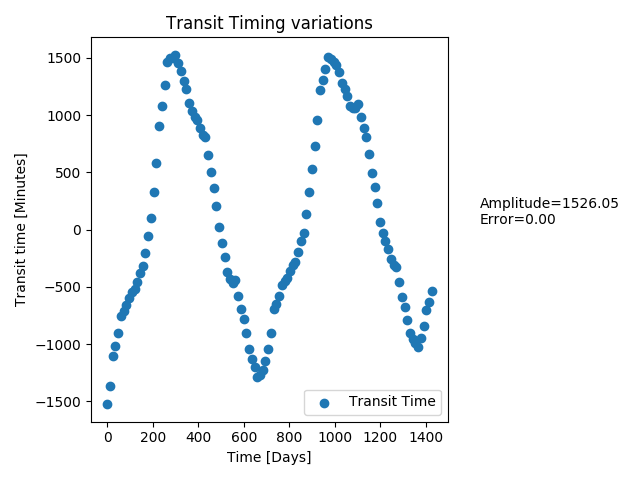 Transit Timing variations
Transit time [Minutes]
1500
1000
500
0
−500
−1000
−1500
Amplitude=1526.05
Error=0.00
Transit Time
0 200 400 600 800 1000 1200 1400
Time [Days]